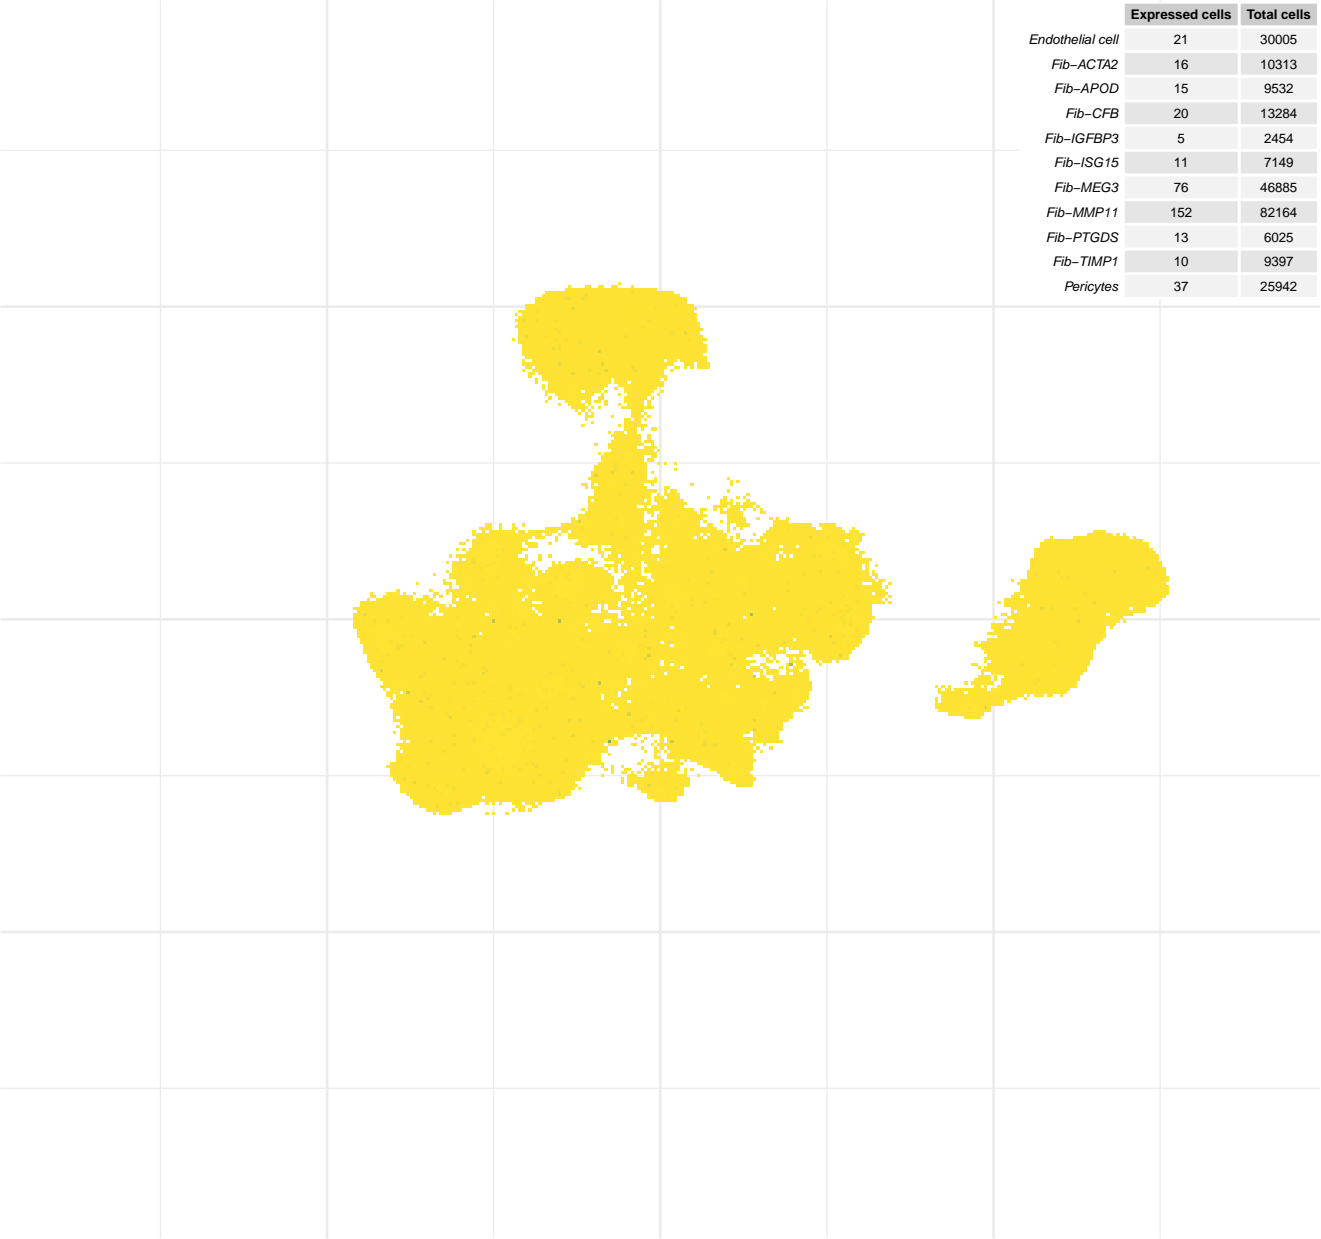 Expressed cells Total cells
Endothelial cell 21 30005
Fib−ACTA2 16 10313
Fib−APOD 15 9532
Fib−CFB 20 13284
Fib−IGFBP3 5 2454
Fib−ISG15 11 7149
Fib−MEG3 76 46885
Fib−MMP11 152 82164
Fib−PTGDS 13 6025
Fib−TIMP1 10 9397
Pericytes 37 25942